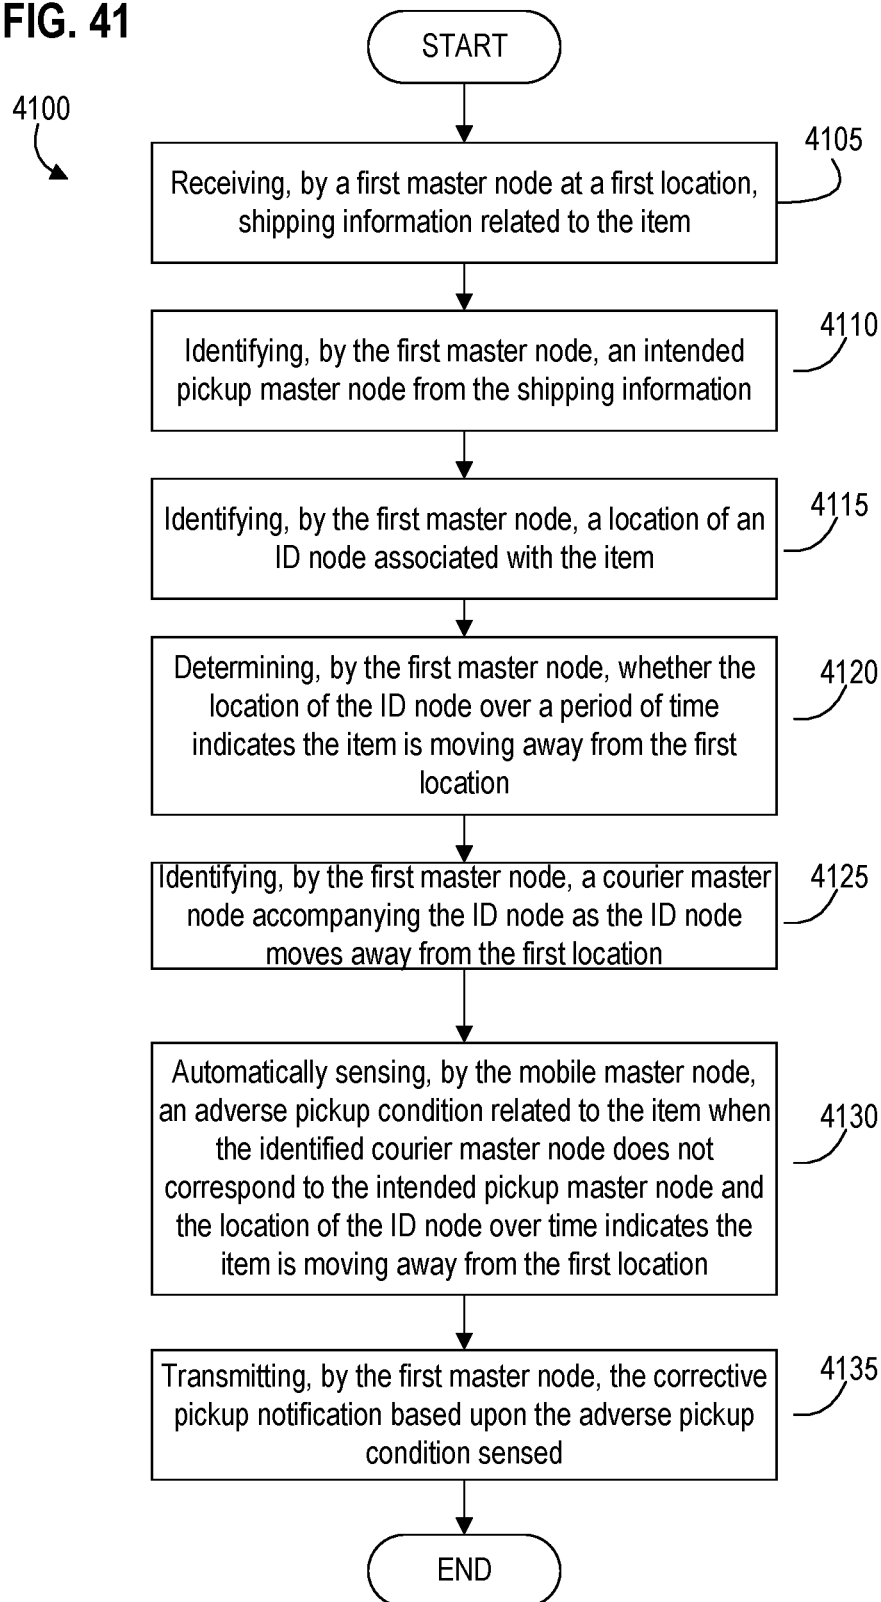 FIG. 41
START
4100
4105
Receiving, by a first master node at a first location,
shipping information related to the item
4110
Identifying, by the first master node, an intended
pickup master node from the shipping information
4115
Identifying, by the first master node, a location of an
ID node associated with the item
4120
Determining, by the first master node, whether the
location of the ID node over a period of time
indicates the item is moving away from the first
location
4125
Identifying, by the first master node, a courier master
node accompanying the ID node as the ID node
moves away from the first location
4130
Automatically sensing, by the mobile master node,
an adverse pickup condition related to the item when
the identified courier master node does not
correspond to the intended pickup master node and
the location of the ID node over time indicates the
item is moving away from the first location
4135
Transmitting, by the first master node, the corrective
pickup notification based upon the adverse pickup
condition sensed
END